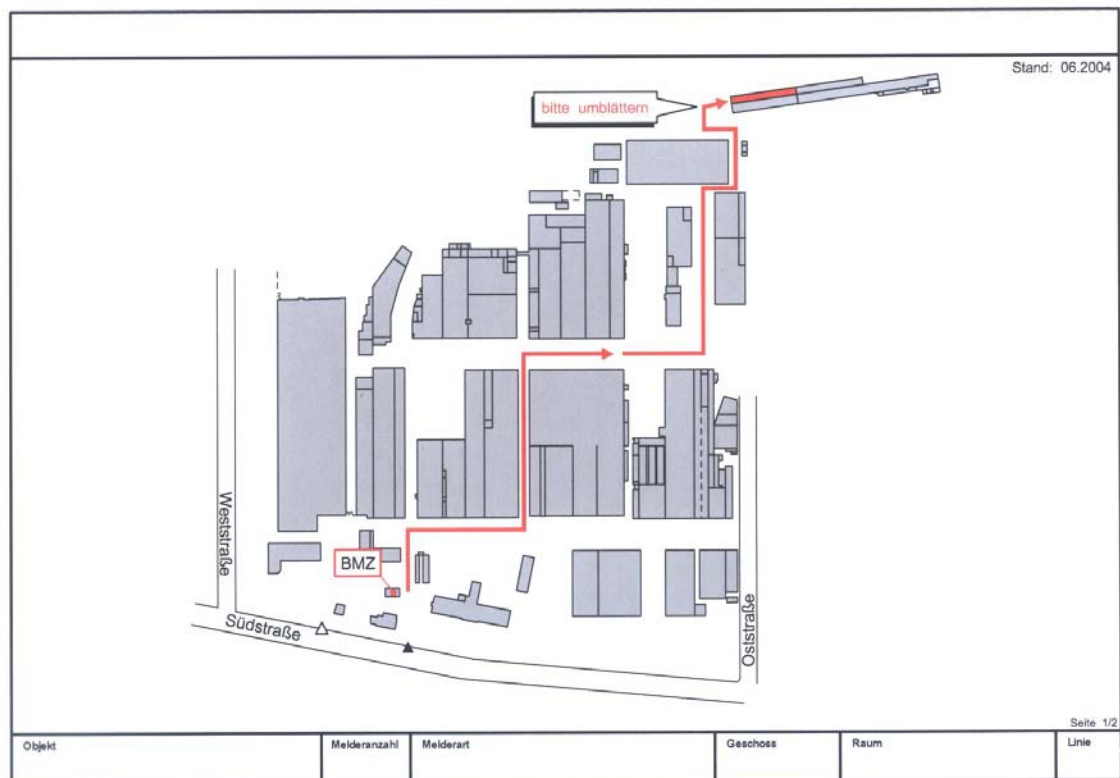 Stand: 06.2004
bitte umblättern
Weststraße
BMZ
Südstraße
Oststraße
Seite 1/2
Objekt
Melderanzahl
Melderart
Geschoss
Raum
Linie